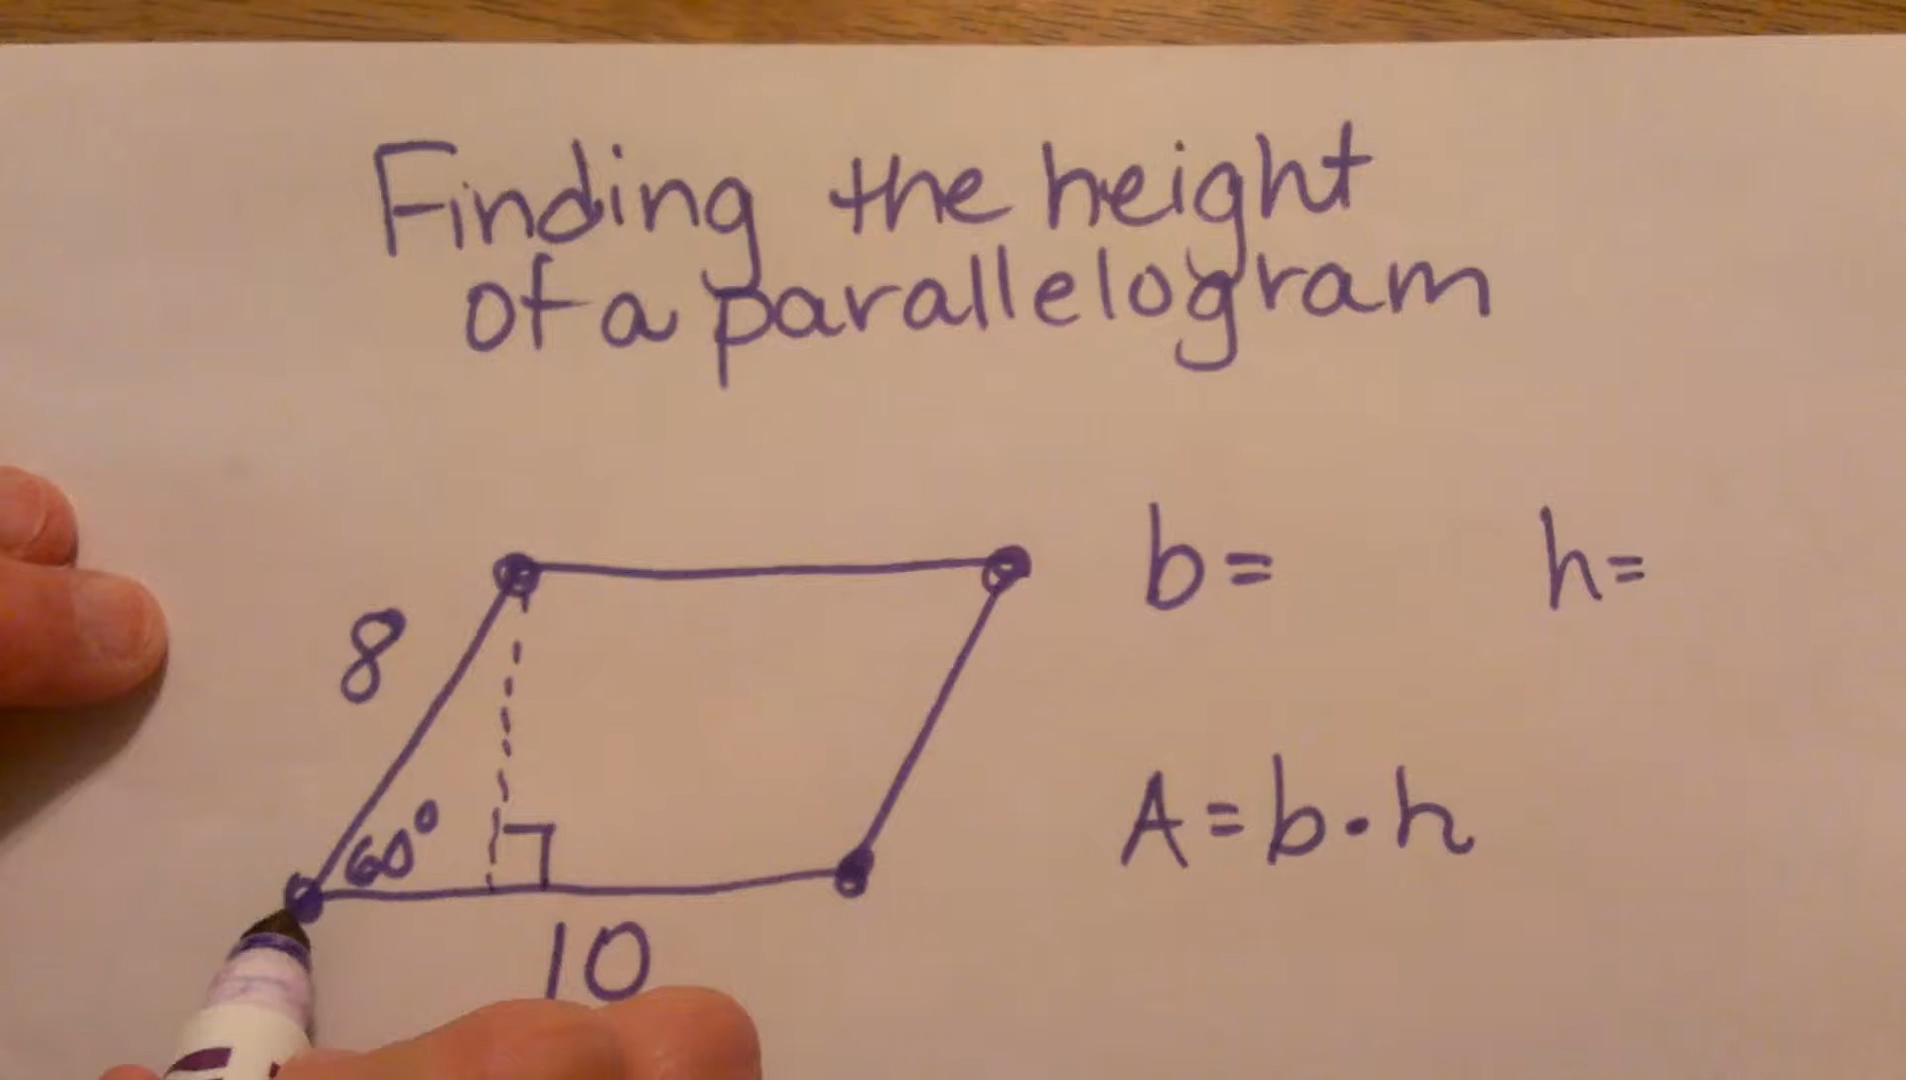 Finding the height
of a parallelogram
b= h=
8
60°
A=b·h
10